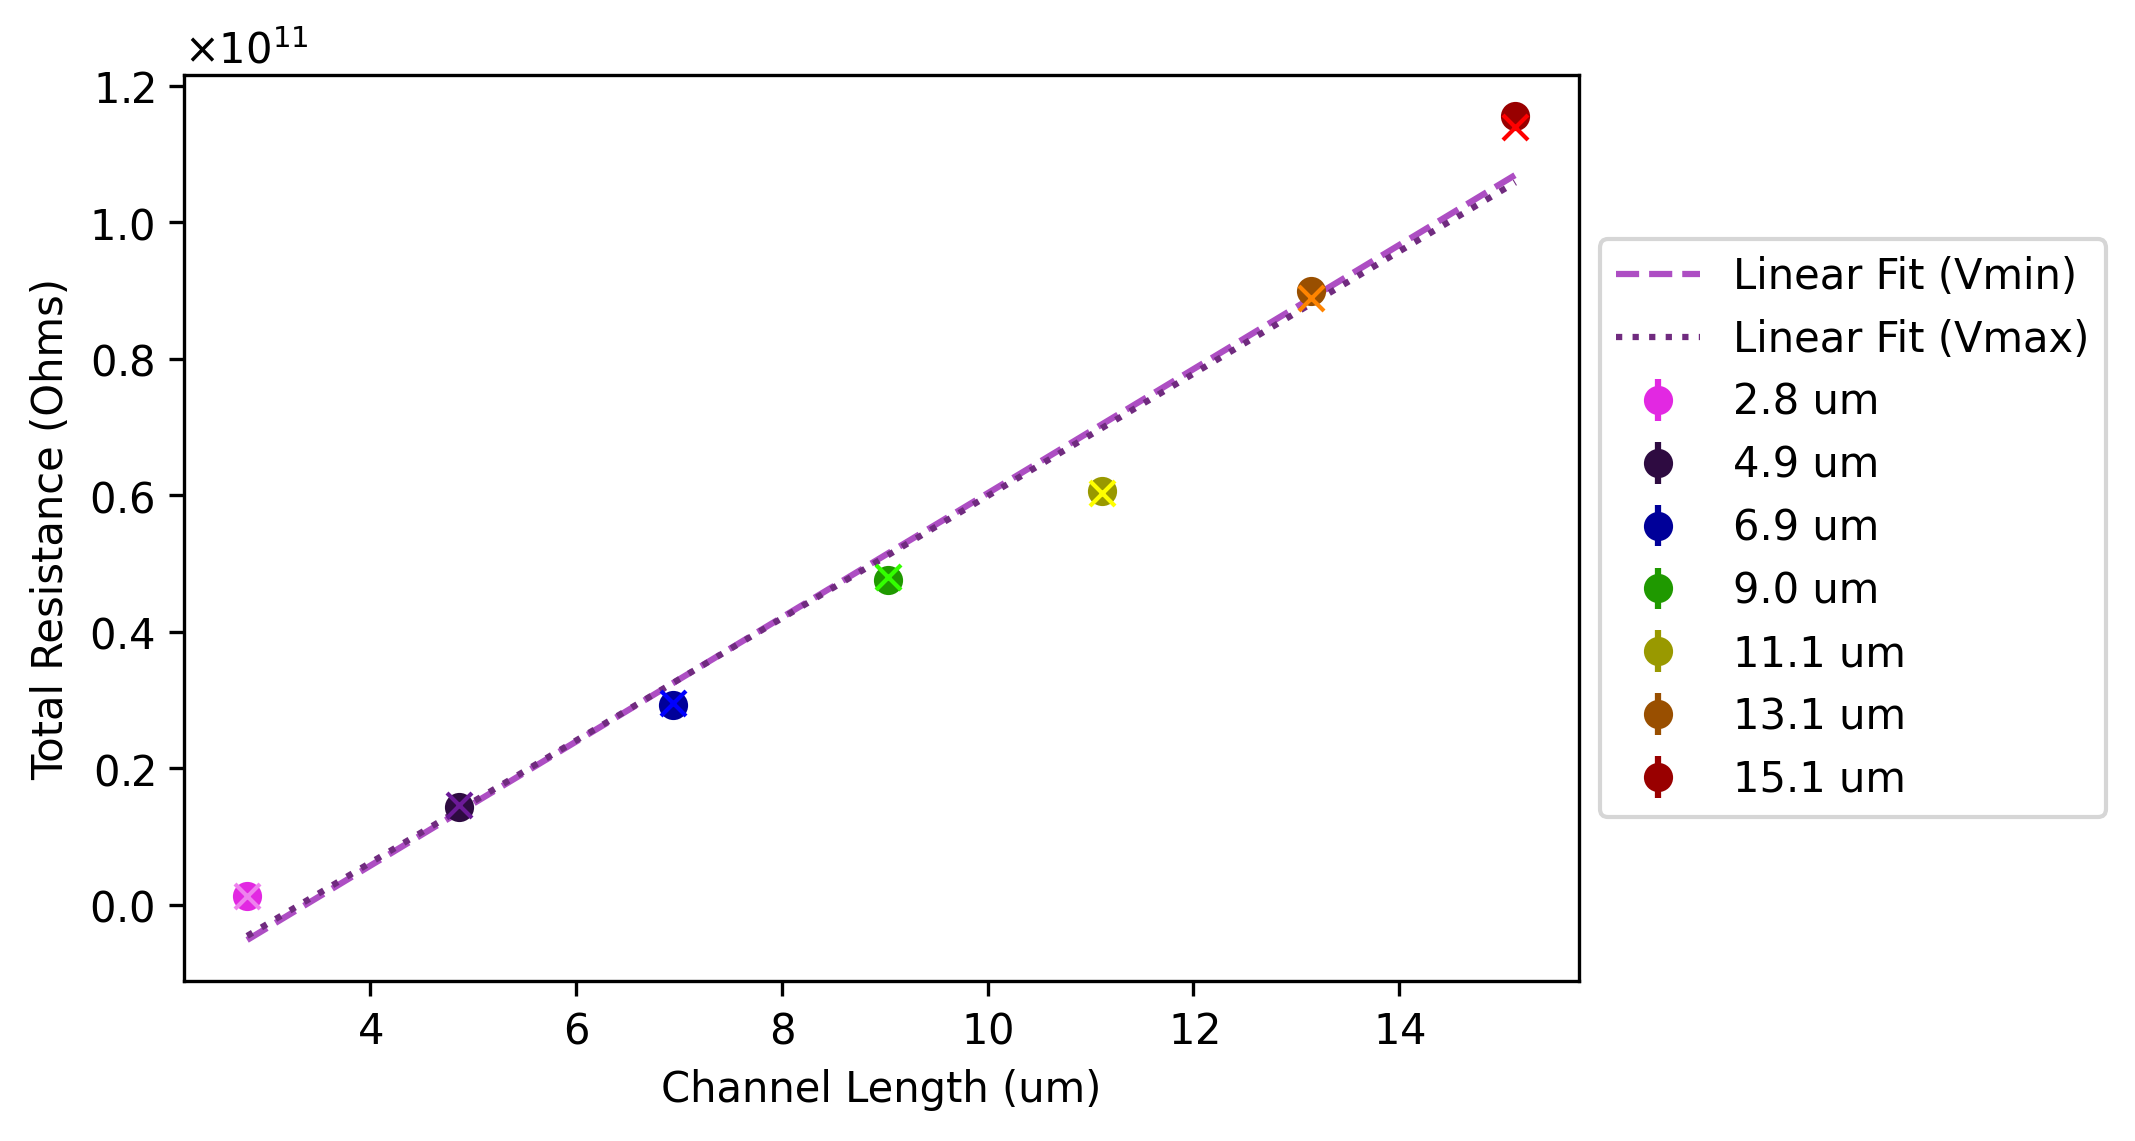 ×10¹¹
1.2
1.0
0.8
0.6
0.4
0.2
0.0
Total Resistance (Ohms)
4 6 8 10 12 14
Channel Length (um)
Linear Fit (Vmin)
Linear Fit (Vmax)
2.8 um
4.9 um
6.9 um
9.0 um
11.1 um
13.1 um
15.1 um